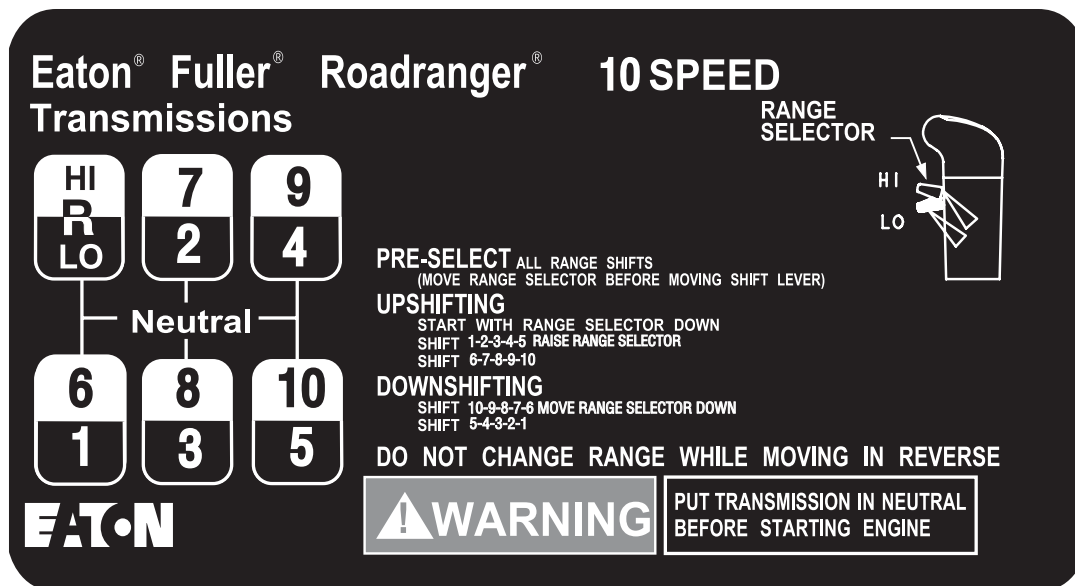 Eaton® Fuller® Roadranger® 10 SPEED
Transmissions
RANGE
SELECTOR
HI
LO
HI 7 9
R
LO 2 4
Neutral
6 8 10
1 3 5
PRE-SELECT ALL RANGE SHIFTS
(MOVE RANGE SELECTOR BEFORE MOVING SHIFT LEVER)
UPSHIFTING
START WITH RANGE SELECTOR DOWN
SHIFT 1-2-3-4-5 RAISE RANGE SELECTOR
SHIFT 6-7-8-9-10
DOWNSHIFTING
SHIFT 10-9-8-7-6 MOVE RANGE SELECTOR DOWN
SHIFT 5-4-3-2-1
DO NOT CHANGE RANGE WHILE MOVING IN REVERSE
EATON
WARNING
PUT TRANSMISSION IN NEUTRAL
BEFORE STARTING ENGINE